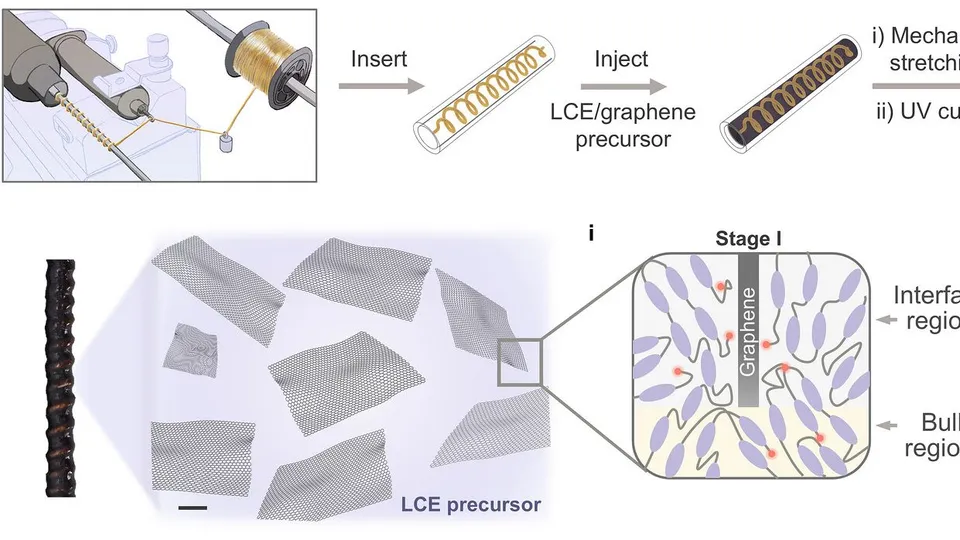 Insert
Inject
LCE/graphene
precursor
i) Mecha
stretchi
ii) UV cu
i
Stage I
Graphene
Interfa
regio
Bul
regio
LCE precursor